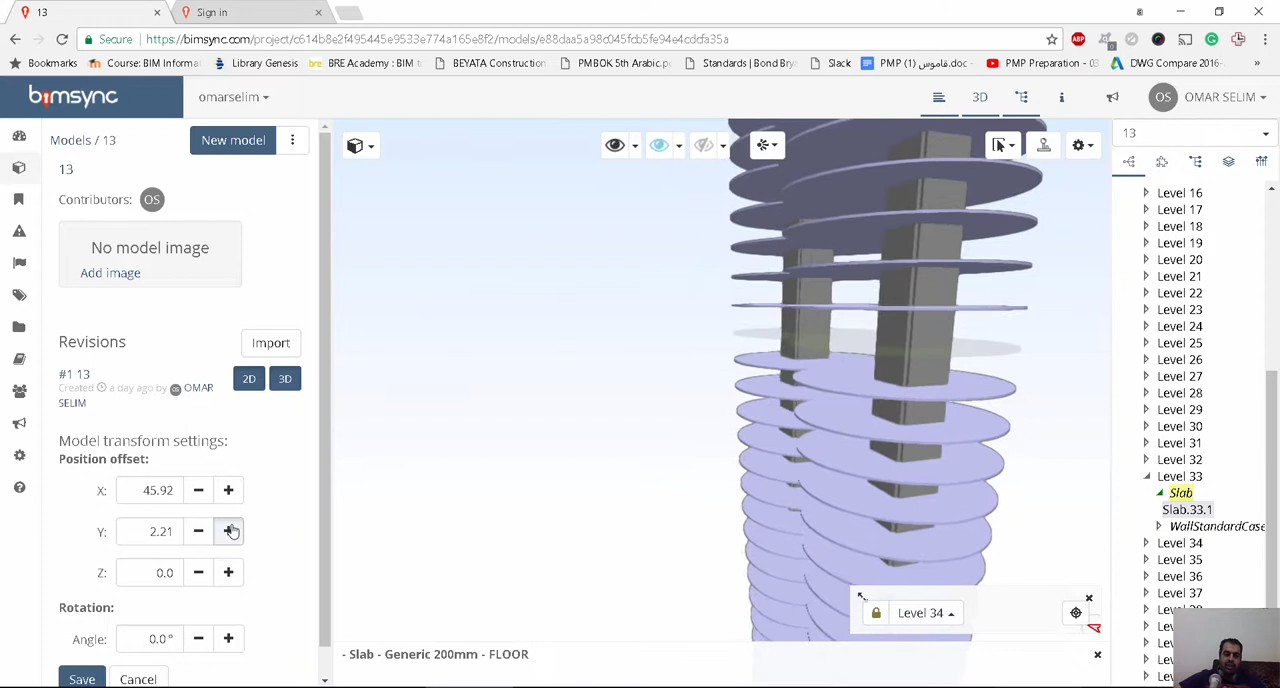 13
Sign in
Secure
https://bimsync.com/project/c614b8e2f495445e9533e774a165e8f2/models/e88daa5a98c045fcb5fe94e4cdcfa35a
Bookmarks
Course: BIM Informat
Library Genesis
bre BRE Academy : BIM t
BEYATA Construction
PMBOK 5th Arabic.pd
Standards | Bond Brya
Slack
PMP (1) قاموس.doc
PMP Preparation - 03
DWG Compare 2016-
»
bimsync
omarselim
3D
OS
OMAR SELIM
Models / 13
New model
13
Contributors: OS
No model image
Add image
Revisions
Import
#1 13
Created a day ago by OS OMAR
SELIM
2D
3D
Model transform settings:
Position offset:
X: 45.92
Y: 2.21
Z: 0.0
Rotation:
Angle: 0.0 °
Save
Cancel
Level 34
- Slab - Generic 200mm - FLOOR
13
Level 16
Level 17
Level 18
Level 19
Level 20
Level 21
Level 22
Level 23
Level 24
Level 25
Level 26
Level 27
Level 28
Level 29
Level 30
Level 31
Level 32
Level 33
Slab
Slab.33.1
WallStandardCase
Level 34
Level 35
Level 36
Level 37